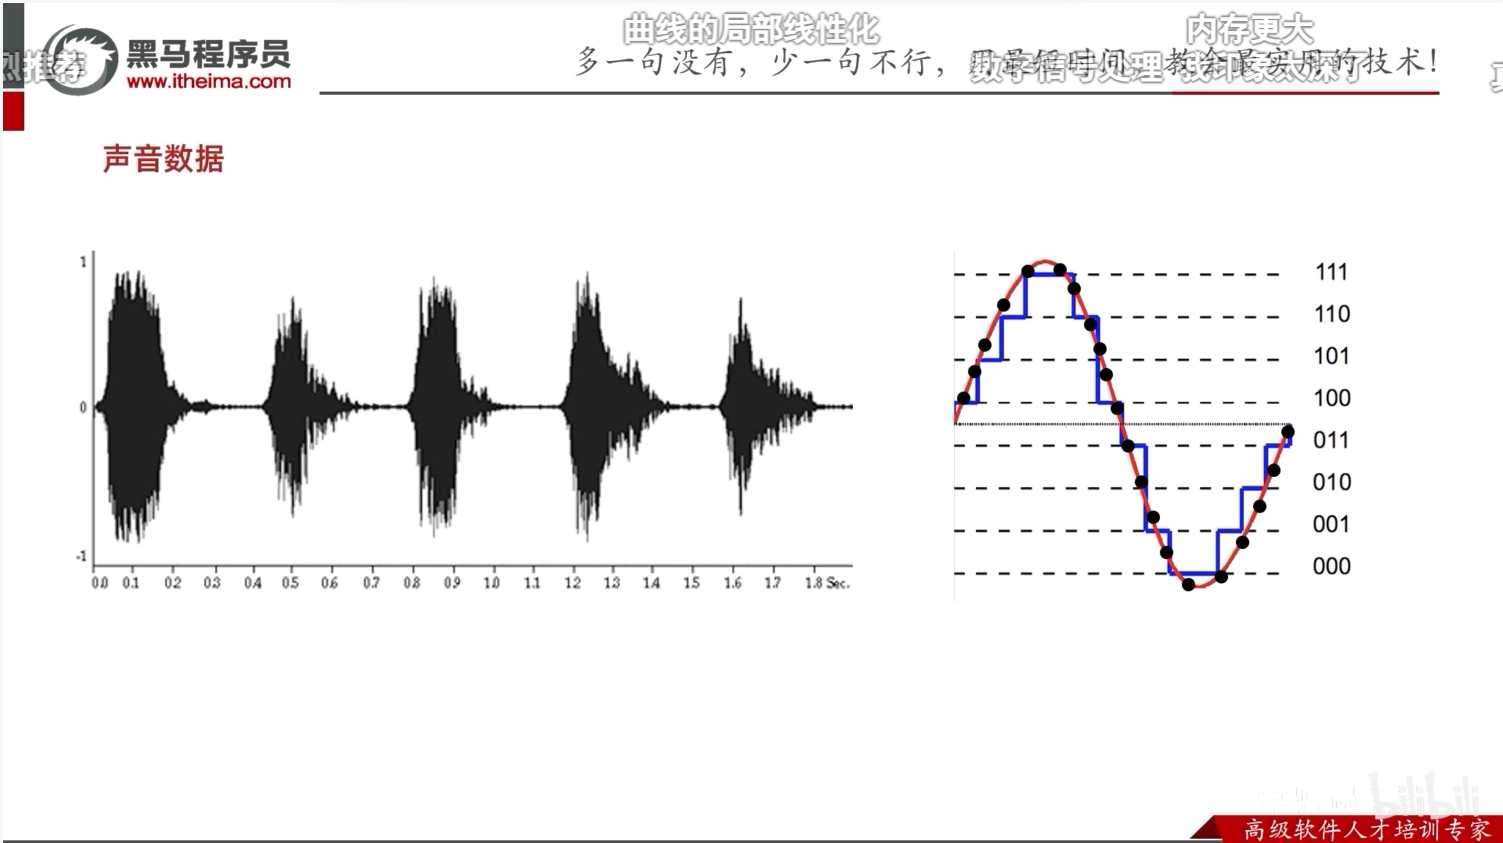 曲线的局部线性化
内存更大
黑马程序员
www.itheima.com
多一句没有，少一句不行，用最短时间，教会最实用的技术！
烈推荐
数字信号处理
声音数据
1
0
-1
0.0 0.1 0.2 0.3 0.4 0.5 0.6 0.7 0.8 0.9 1.0 1.1 1.2 1.3 1.4 1.5 1.6 1.7 1.8 Sec.
111
110
101
100
011
010
001
000
bilibili
高级软件人才培训专家